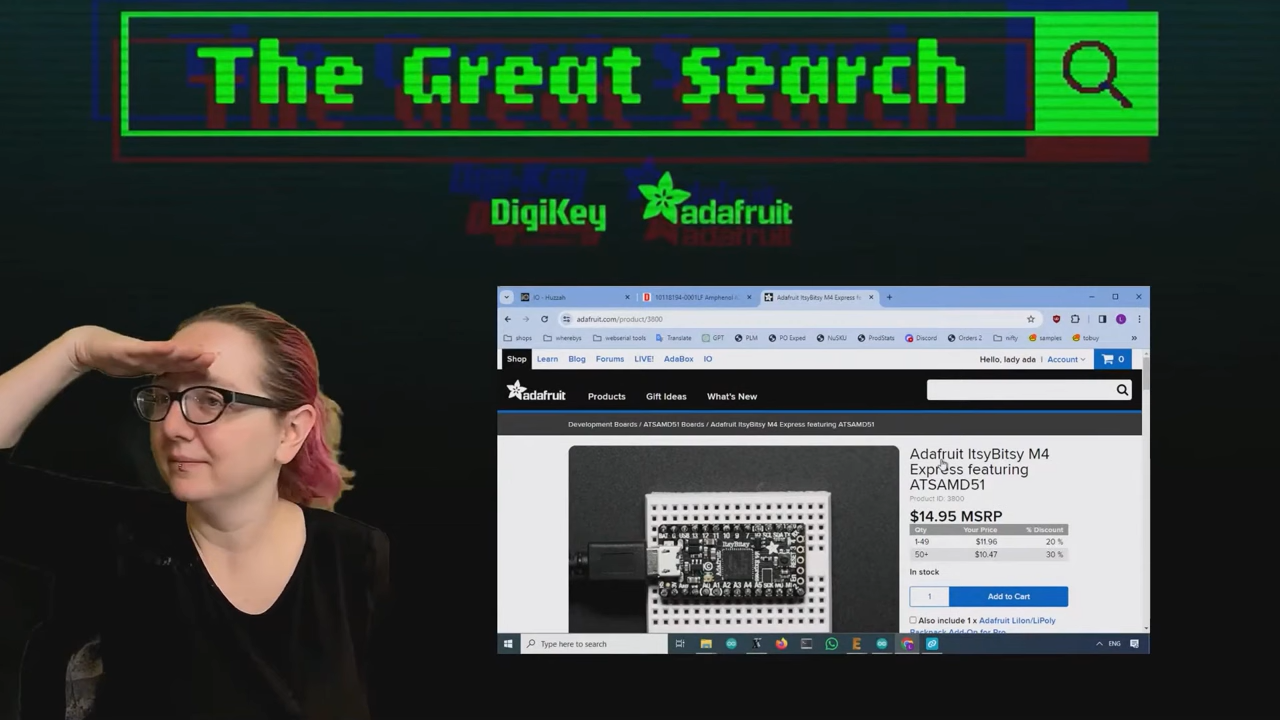 The Great Search
DigiKey
adafruit
IO - Huzzah
10118194-0001LF Amphenol
Adafruit ItsyBitsy M4 Express f
adafruit.com/product/3800
shops
wherebys
webserial tools
Translate
GPT
PLM
PO Exped
NuSKU
ProdStats
Discord
Orders 2
nifty
samples
tobuy
Shop
Learn
Blog
Forums
LIVE!
AdaBox
IO
Hello, lady ada
Account
0
adafruit
Products
Gift Ideas
What's New
Development Boards / ATSAMD51 Boards / Adafruit ItsyBitsy M4 Express featuring ATSAMD51
Adafruit ItsyBitsy M4
Express featuring
ATSAMD51
Product ID: 3800
$14.95 MSRP
Qty Your Price % Discount
1-49 $11.96 20 %
50+ $10.47 30 %
In stock
1
Add to Cart
Also include 1 x Adafruit LiIon/LiPoly
Backpack Add-On for Pro
Type here to search
ENG